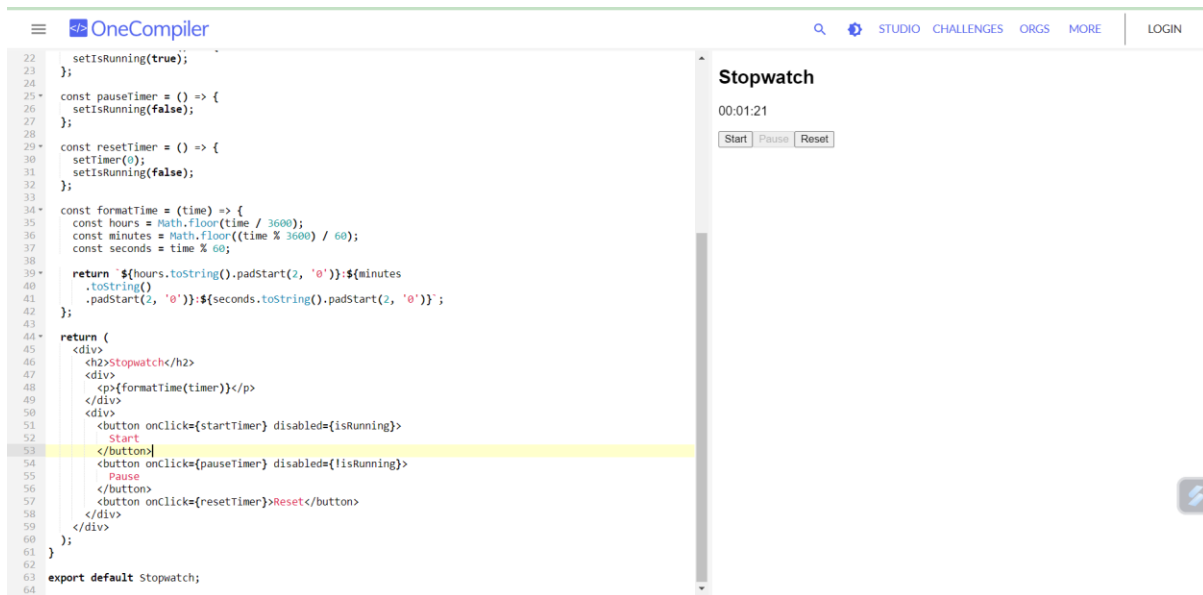 OneCompiler
STUDIO CHALLENGES ORGS MORE LOGIN
22 setIsRunning(true);
23 };
24
25 const pauseTimer = () => {
26 setIsRunning(false);
27 };
28
29 const resetTimer = () => {
30 setTimer(0);
31 setIsRunning(false);
32 };
33
34 const formatTime = (time) => {
35 const hours = Math.floor(time / 3600);
36 const minutes = Math.floor((time % 3600) / 60);
37 const seconds = time % 60;
38
39 return `${hours.toString().padStart(2, '0')}:${minutes
40 .toString()
41 .padStart(2, '0')}:${seconds.toString().padStart(2, '0')}`;
42 };
43
44 return (
45 <div>
46 <h2>Stopwatch</h2>
47 <div>
48 <p>{formatTime(timer)}</p>
49 </div>
50 <div>
51 <button onClick={startTimer} disabled={isRunning}>
52 Start
53 </button>
54 <button onClick={pauseTimer} disabled={!isRunning}>
55 Pause
56 </button>
57 <button onClick={resetTimer}>Reset</button>
58 </div>
59 </div>
60 );
61 }
62
63 export default Stopwatch;
64
Stopwatch
00:01:21
Start Pause Reset